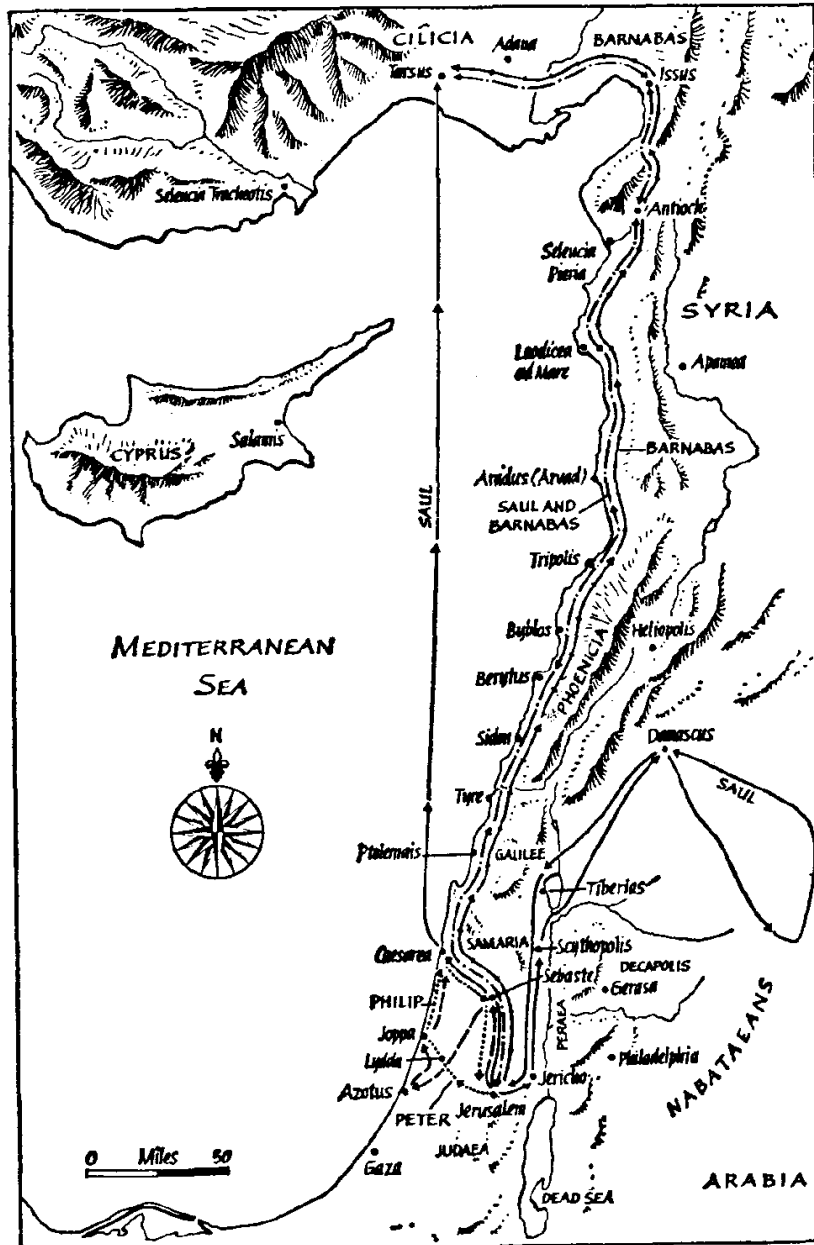 CILICIA
Adana
BARNABAS
Tarsus
Issus
Seleucia Tracheotis
Antioch
Seleucia
Pieria
SYRIA
Laodicea
ad Mare
Apamea
CYPRUS
Salamis
BARNABAS
Aradus (Arvad)
SAUL AND
BARNABAS
SAUL
Tripolis
Byblos
Heliopolis
MEDITERRANEAN
SEA
PHOENICIA
Berytus
N
Sidon
Damascus
SAUL
Tyre
Ptolemais
GALILEE
Tiberias
SAMARIA
Scythopolis
Caesarea
Sebaste
DECAPOLIS
Gerasa
PHILIP
PERAEA
Joppa
Lydda
Philadelphia
NABATAEANS
Azotus
Jericho
PETER
Jerusalem
0 Miles 50
Gaza
JUDAEA
DEAD SEA
ARABIA